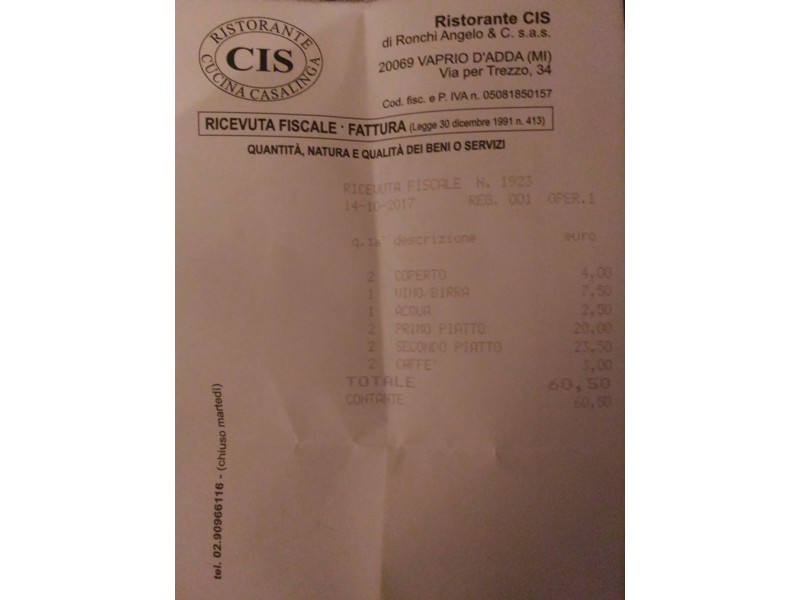 RISTORANTE
CIS
CUCINA CASALINGA
Ristorante CIS
di Ronchi Angelo & C. s.a.s.
20069 VAPRIO D'ADDA (MI)
Via per Trezzo, 34
Cod. fisc. e P. IVA n. 05081850157
RICEVUTA FISCALE · FATTURA (Legge 30 dicembre 1991 n. 413)
QUANTITÀ, NATURA E QUALITÀ DEI BENI O SERVIZI
RICEVUTA FISCALE N. 1923
14-10-2017 REG. 001 OPER.1
q.ta' descrizione euro
2 COPERTO 4,00
1 VINO/BIRRA 7,50
1 ACQUA 2,50
2 PRIMO PIATTO 20,00
2 SECONDO PIATTO 23,50
2 CAFFE' 3,00
TOTALE 60,50
CONTANTE 60,50
tel. 02.90966116 - (chiuso martedì)